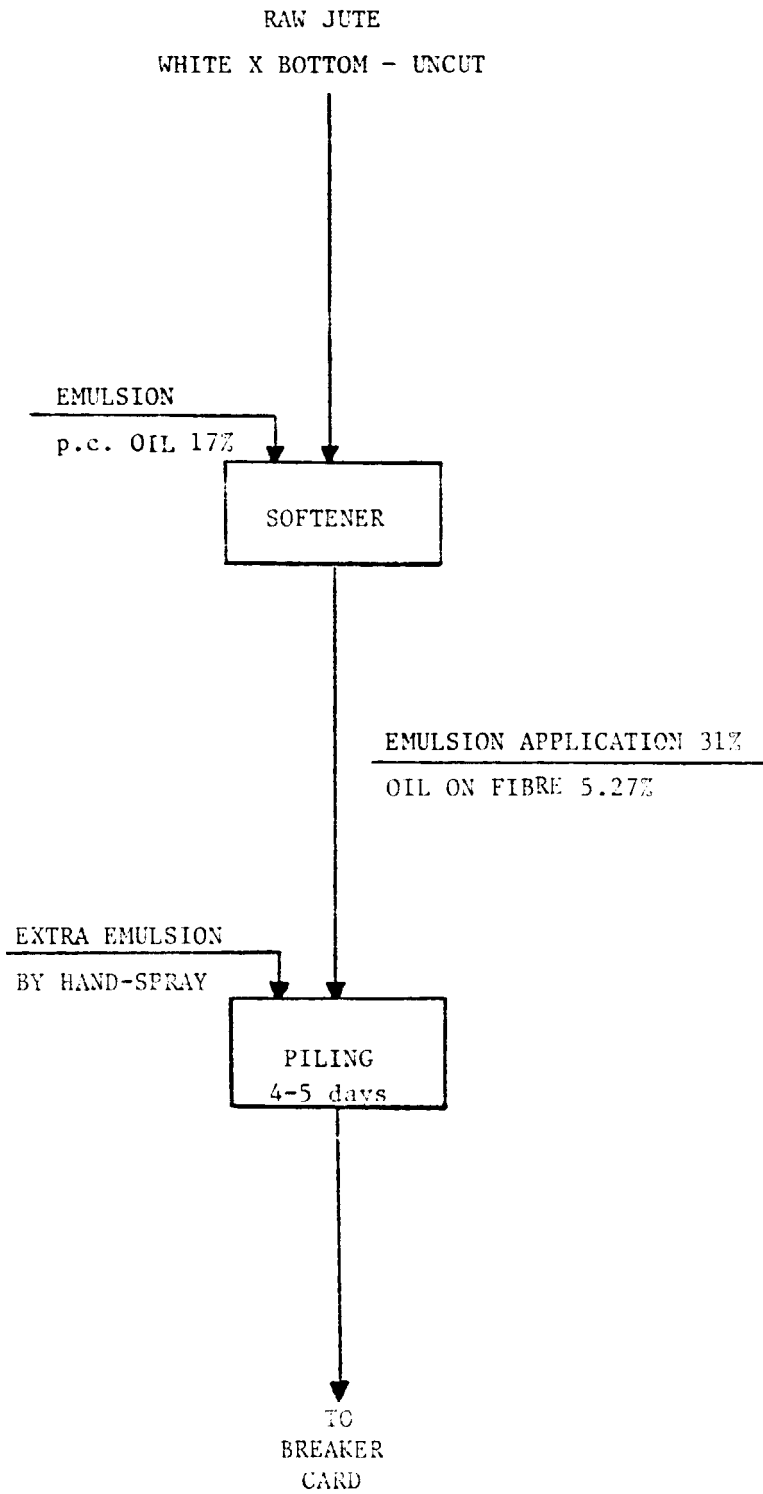 RAW JUTE
WHITE X BOTTOM - UNCUT
EMULSION
p.c. OIL 17%
SOFTENER
EMULSION APPLICATION 31%
OIL ON FIBRE 5.27%
EXTRA EMULSION
BY HAND-SPRAY
PILING
4-5 days
TO
BREAKER
CARD